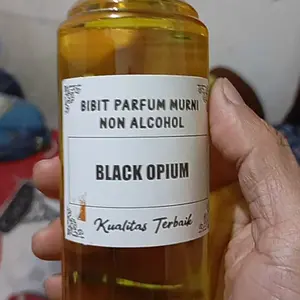 BIBIT PARFUM MURNI
NON ALCOHOL
BLACK OPIUM
Kualitas Terbaik